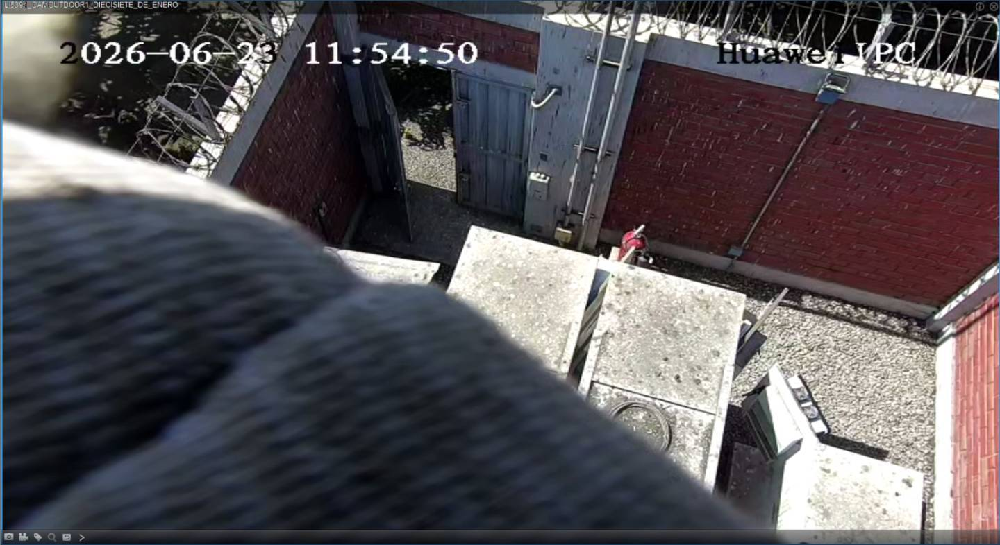 LI5394_CAMOUTDOOR1_DIECISIETE_DE_ENERO
2026-06-23 11:54:50
Huawei IPC